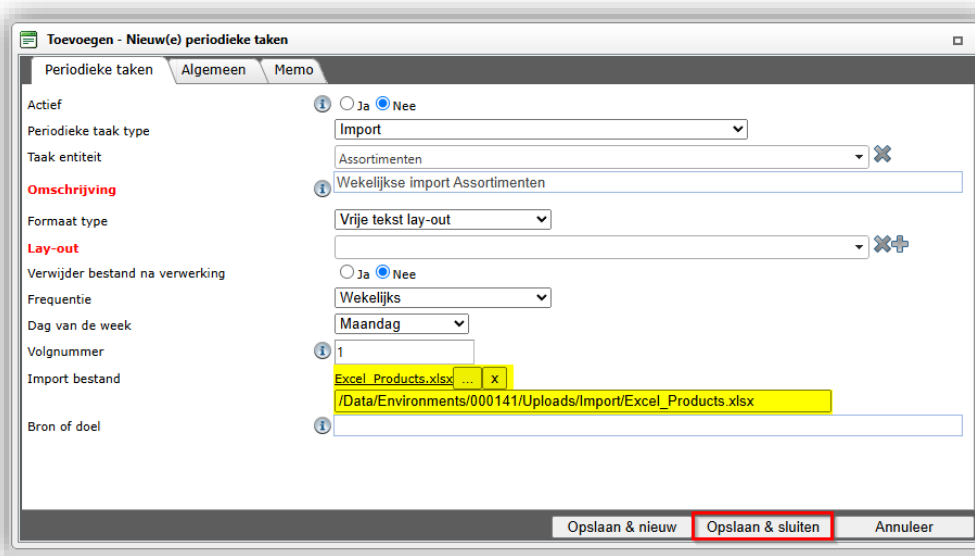 Toevoegen - Nieuw(e) periodieke taken
Periodieke taken Algemeen Memo
Actief Ja Nee
Periodieke taak type Import
Taak entiteit Assortimenten
Omschrijving Wekelijkse import Assortimenten
Formaat type Vrije tekst lay-out
Lay-out
Verwijder bestand na verwerking Ja Nee
Frequentie Wekelijks
Dag van de week Maandag
Volgnummer 1
Import bestand Excel_Products.xlsx ... x
/Data/Environments/000141/Uploads/Import/Excel_Products.xlsx
Bron of doel
Opslaan & nieuw Opslaan & sluiten Annuleer